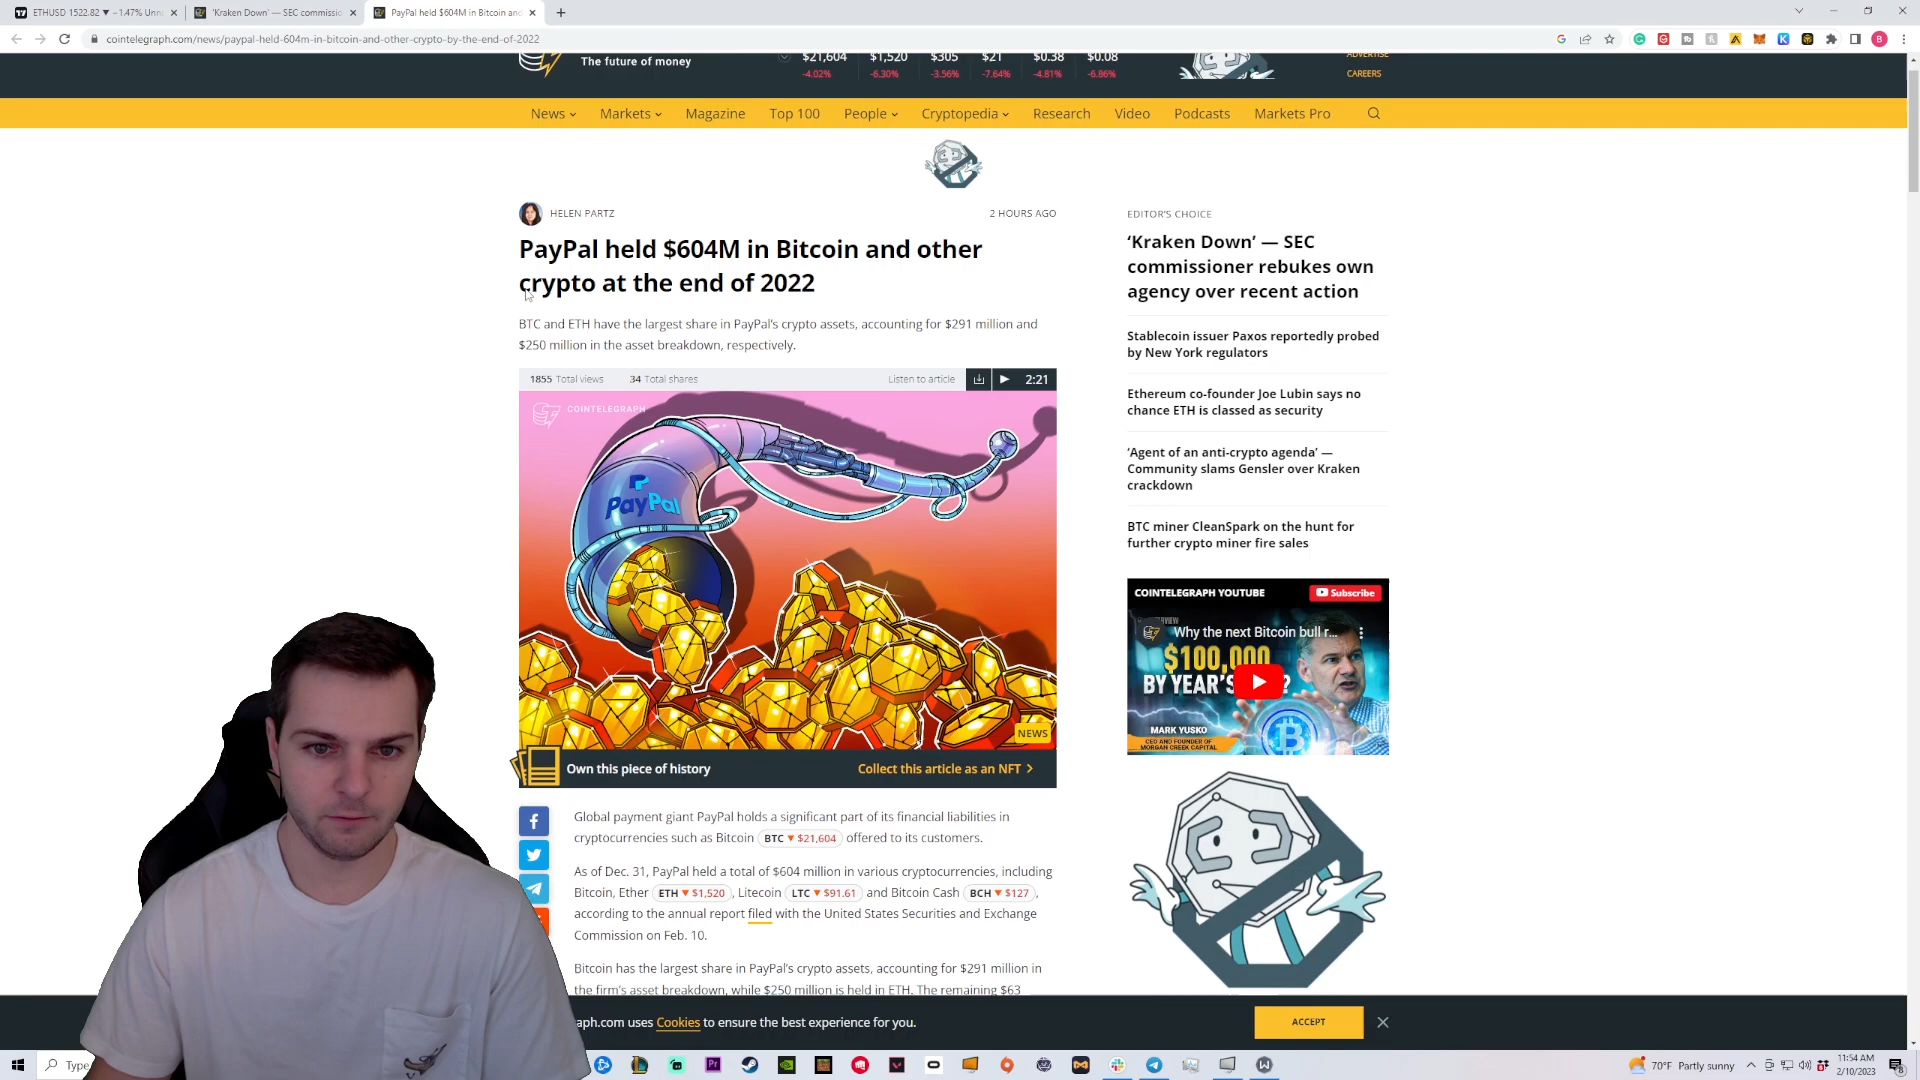 ETHUSD 1522.82 ▼ −1.47% Unn
'Kraken Down' — SEC commissio
PayPal held $604M in Bitcoin and
cointelegraph.com/news/paypal-held-604m-in-bitcoin-and-other-crypto-by-the-end-of-2022
The future of money
$21,604 $1,520 $305 $21 $0.38 $0.08
-4.02% -6.30% -3.56% -7.64% -4.81% -6.86%
ADVERTISE
CAREERS
News Markets Magazine Top 100 People Cryptopedia Research Video Podcasts Markets Pro
HELEN PARTZ
2 HOURS AGO
PayPal held $604M in Bitcoin and other
crypto at the end of 2022
BTC and ETH have the largest share in PayPal's crypto assets, accounting for $291 million and
$250 million in the asset breakdown, respectively.
1855 Total views 34 Total shares Listen to article 2:21
COINTELEGRAPH
PayPal
NEWS
Own this piece of history Collect this article as an NFT >
Global payment giant PayPal holds a significant part of its financial liabilities in
cryptocurrencies such as Bitcoin BTC ▼ $21,604 offered to its customers.
As of Dec. 31, PayPal held a total of $604 million in various cryptocurrencies, including
Bitcoin, Ether ETH ▼ $1,520 , Litecoin LTC ▼ $91.61 and Bitcoin Cash BCH ▼ $127 ,
according to the annual report filed with the United States Securities and Exchange
Commission on Feb. 10.
Bitcoin has the largest share in PayPal's crypto assets, accounting for $291 million in
the firm's asset breakdown, while $250 million is held in ETH. The remaining $63
EDITOR'S CHOICE
'Kraken Down' — SEC
commissioner rebukes own
agency over recent action
Stablecoin issuer Paxos reportedly probed
by New York regulators
Ethereum co-founder Joe Lubin says no
chance ETH is classed as security
'Agent of an anti-crypto agenda' —
Community slams Gensler over Kraken
crackdown
BTC miner CleanSpark on the hunt for
further crypto miner fire sales
COINTELEGRAPH YOUTUBE Subscribe
Why the next Bitcoin bull r...
$100,000
BY YEAR'S ?
MARK YUSKO
CEO AND FOUNDER OF
MORGAN CREEK CAPITAL
aph.com uses Cookies to ensure the best experience for you.
ACCEPT
Type
70°F Partly sunny
11:54 AM
2/10/2023